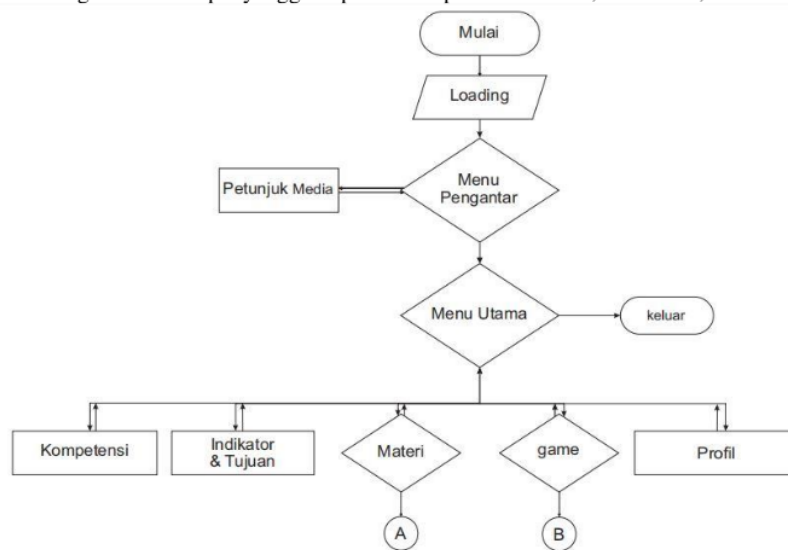 Mulai
Loading
Menu
Pengantar
Petunjuk Media
Menu Utama
keluar
Kompetensi
Indikator
& Tujuan
Materi
game
Profil
A
B